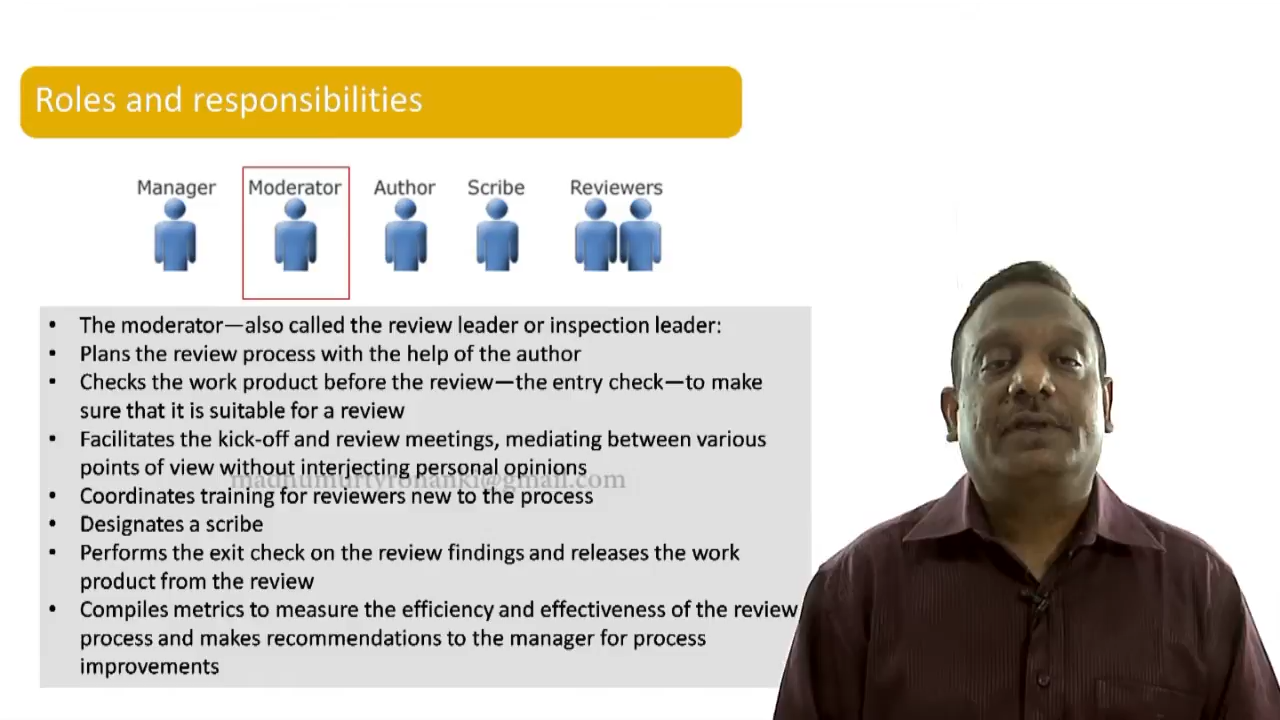 Roles and responsibilities
Manager Moderator Author Scribe Reviewers
• The moderator—also called the review leader or inspection leader:
• Plans the review process with the help of the author
• Checks the work product before the review—the entry check—to make
sure that it is suitable for a review
• Facilitates the kick-off and review meetings, mediating between various
points of view without interjecting personal opinions
madhumurtyronanki@gmail.com
• Coordinates training for reviewers new to the process
• Designates a scribe
• Performs the exit check on the review findings and releases the work
product from the review
• Compiles metrics to measure the efficiency and effectiveness of the review
process and makes recommendations to the manager for process
improvements